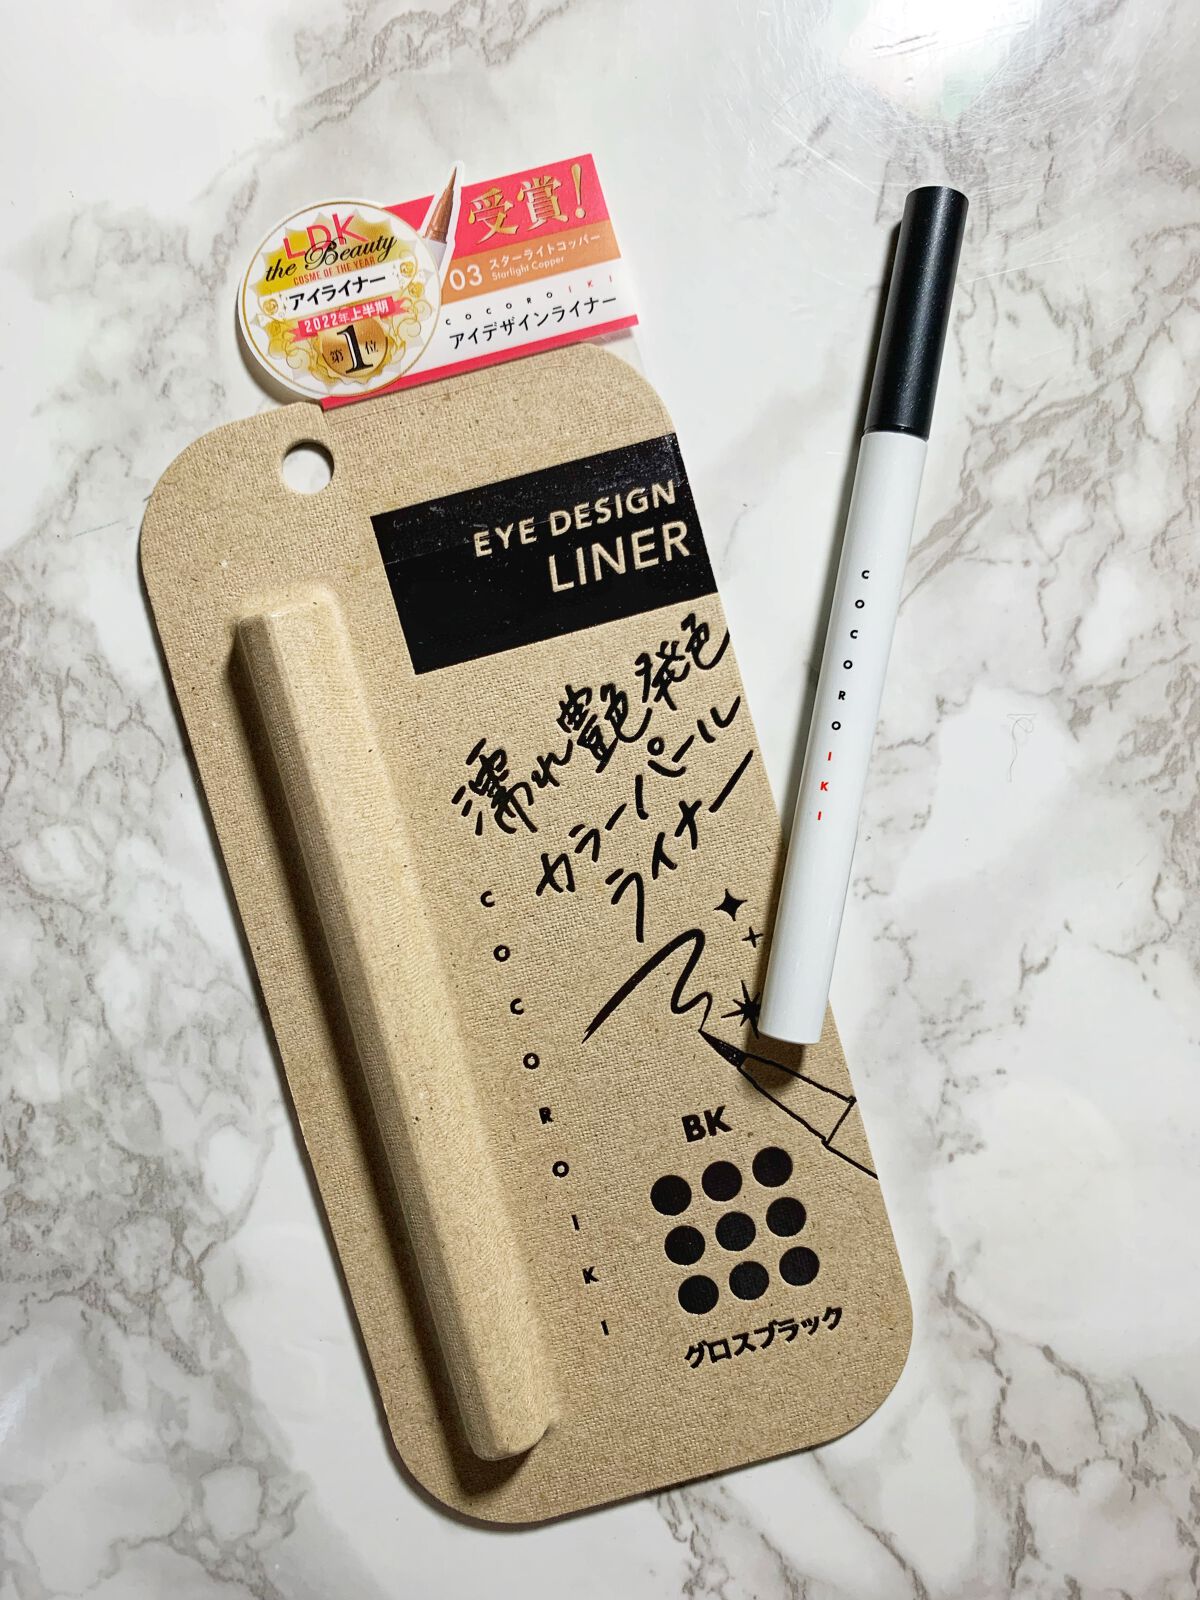 LDK
the Beauty
COSME OF THE YEAR
アイライナー
2022年上半期
第1位
受賞!
03 スターライトコッパー
Starlight Copper
COCOROIKI
アイデザインライナー
EYE DESIGN
LINER
濡れ艶発色
カラーパール
ライナー
COCOROIKI
BK
グロスブラック
COCOROIKI